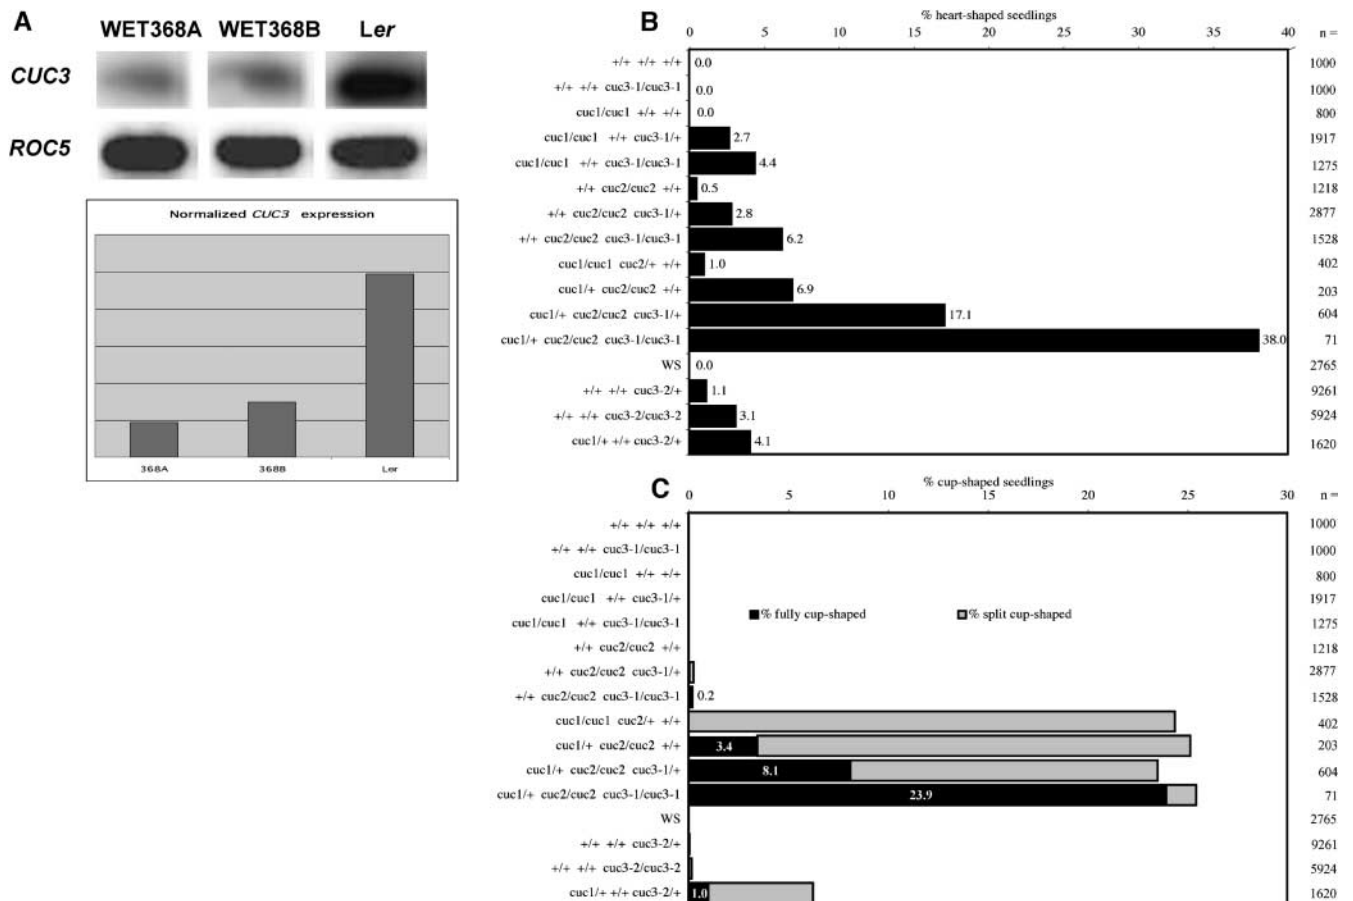 A
WET368A WET368B Ler
CUC3
ROC5
Normalized CUC3 expression
368A 368B Ler
B
% heart-shaped seedlings
0 5 10 15 20 25 30 35 40 n =
+/+ +/+ +/+ 0.0 1000
+/+ +/+ cuc3-1/cuc3-1 0.0 1000
cuc1/cuc1 +/+ +/+ 0.0 800
cuc1/cuc1 +/+ cuc3-1/+ 2.7 1917
cuc1/cuc1 +/+ cuc3-1/cuc3-1 4.4 1275
+/+ cuc2/cuc2 +/+ 0.5 1218
+/+ cuc2/cuc2 cuc3-1/+ 2.8 2877
+/+ cuc2/cuc2 cuc3-1/cuc3-1 6.2 1528
cuc1/cuc1 cuc2/+ +/+ 1.0 402
cuc1/+ cuc2/cuc2 +/+ 6.9 203
cuc1/+ cuc2/cuc2 cuc3-1/+ 17.1 604
cuc1/+ cuc2/cuc2 cuc3-1/cuc3-1 38.0 71
WS 0.0 2765
+/+ +/+ cuc3-2/+ 1.1 9261
+/+ +/+ cuc3-2/cuc3-2 3.1 5924
cuc1/+ +/+ cuc3-2/+ 4.1 1620
C
% cup-shaped seedlings
0 5 10 15 20 25 30 n =
+/+ +/+ +/+ 1000
+/+ +/+ cuc3-1/cuc3-1 1000
cuc1/cuc1 +/+ +/+ 800
cuc1/cuc1 +/+ cuc3-1/+ 1917
% fully cup-shaped % split cup-shaped
cuc1/cuc1 +/+ cuc3-1/cuc3-1 1275
+/+ cuc2/cuc2 +/+ 1218
+/+ cuc2/cuc2 cuc3-1/+ 2877
+/+ cuc2/cuc2 cuc3-1/cuc3-1 0.2 1528
cuc1/cuc1 cuc2/+ +/+ 402
cuc1/+ cuc2/cuc2 +/+ 3.4 203
cuc1/+ cuc2/cuc2 cuc3-1/+ 8.1 604
cuc1/+ cuc2/cuc2 cuc3-1/cuc3-1 23.9 71
WS 2765
+/+ +/+ cuc3-2/+ 9261
+/+ +/+ cuc3-2/cuc3-2 5924
cuc1/+ +/+ cuc3-2/+ 1.0 1620